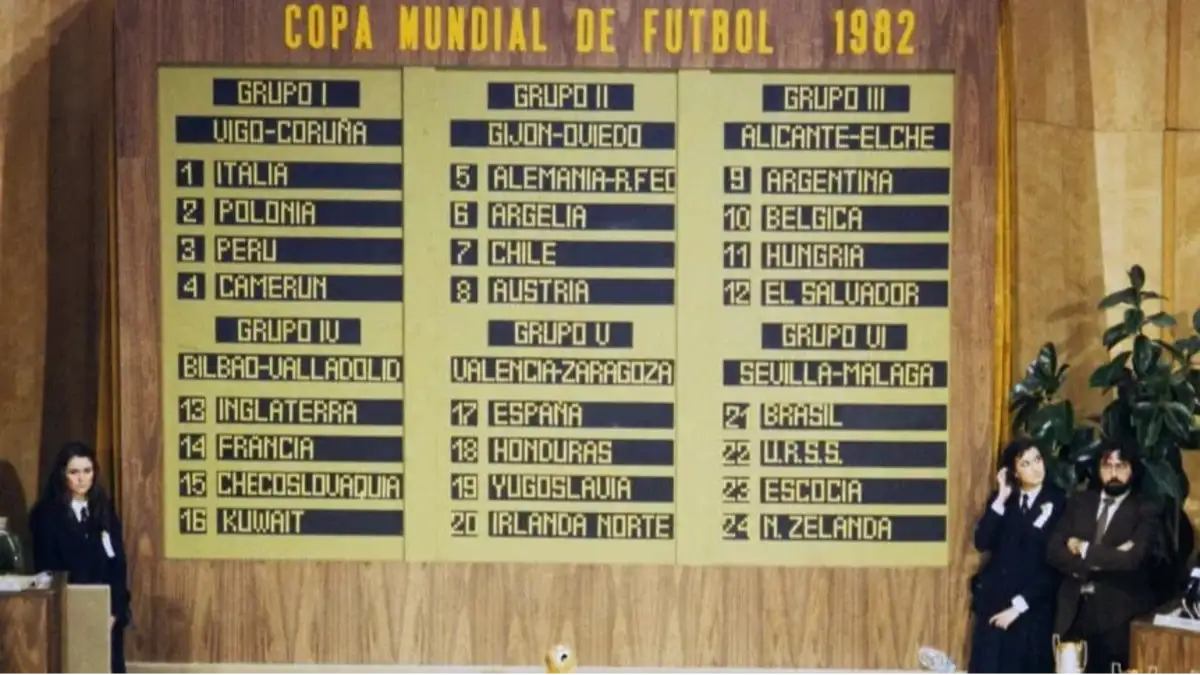 COPA MUNDIAL DE FUTBOL 1982
GRUPO I
VIGO-CORUÑA
1 ITALIA
2 POLONIA
3 PERU
4 CAMERUN
GRUPO II
GIJON-OVIEDO
5 ALEMANIA-R.FED
6 ARGELIA
7 CHILE
8 AUSTRIA
GRUPO III
ALICANTE-ELCHE
9 ARGENTINA
10 BELGICA
11 HUNGRIA
12 EL SALVADOR
GRUPO IV
BILBAO-VALLADOLID
13 INGLATERRA
14 FRANCIA
15 CHECOSLOVAQUIA
16 KUWAIT
GRUPO V
VALENCIA-ZARAGOZA
17 ESPAÑA
18 HONDURAS
19 YUGOSLAVIA
20 IRLANDA NORTE
GRUPO VI
SEVILLA-MALAGA
21 BRASIL
22 U.R.S.S.
23 ESCOCIA
24 N. ZELANDA